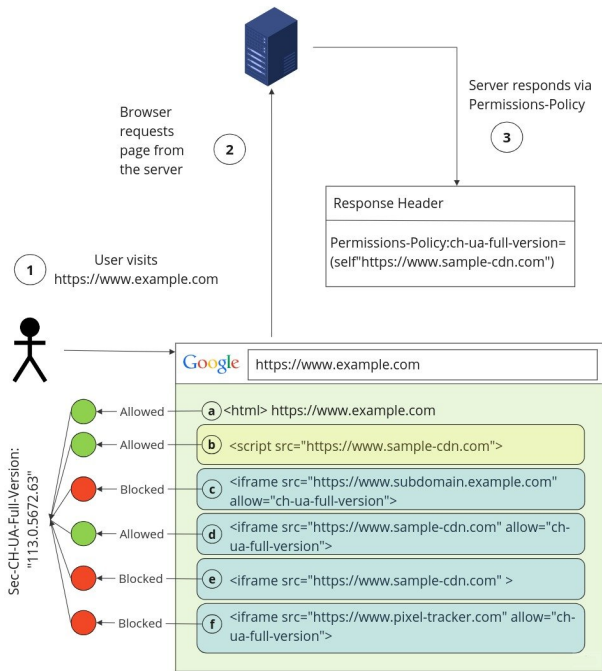 Browser
requests
page from
the server
2
Server responds via
Permissions-Policy
3
Response Header
Permissions-Policy:ch-ua-full-version=
(self"https://www.sample-cdn.com")
1
User visits
https://www.example.com
Google
https://www.example.com
Sec-CH-UA-Full-Version:
"113.0.5672.63"
Allowed
a
<html> https://www.example.com
Allowed
b
<script src="https://www.sample-cdn.com">
Blocked
c
<iframe src="https://www.subdomain.example.com"
allow="ch-ua-full-version">
Allowed
d
<iframe src="https://www.sample-cdn.com" allow="ch-
ua-full-version">
Blocked
e
<iframe src="https://www.sample-cdn.com" >
Blocked
f
<iframe src="https://www.pixel-tracker.com" allow="ch-
ua-full-version">